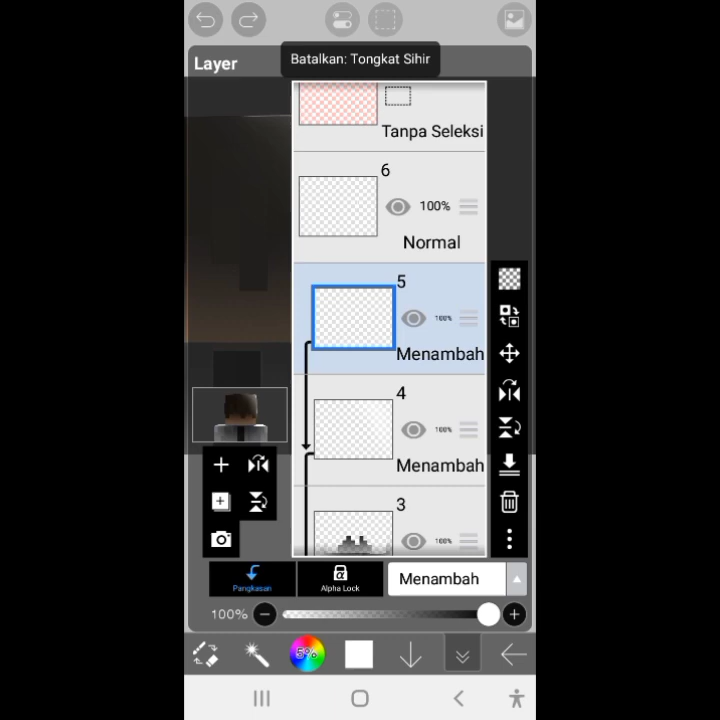 Layer
Batalkan: Tongkat Sihir
Tanpa Seleksi
6
100%
Normal
5
100%
Menambah
4
100%
Menambah
3
100%
Pangkasan
α
Alpha Lock
Menambah
100%
5%